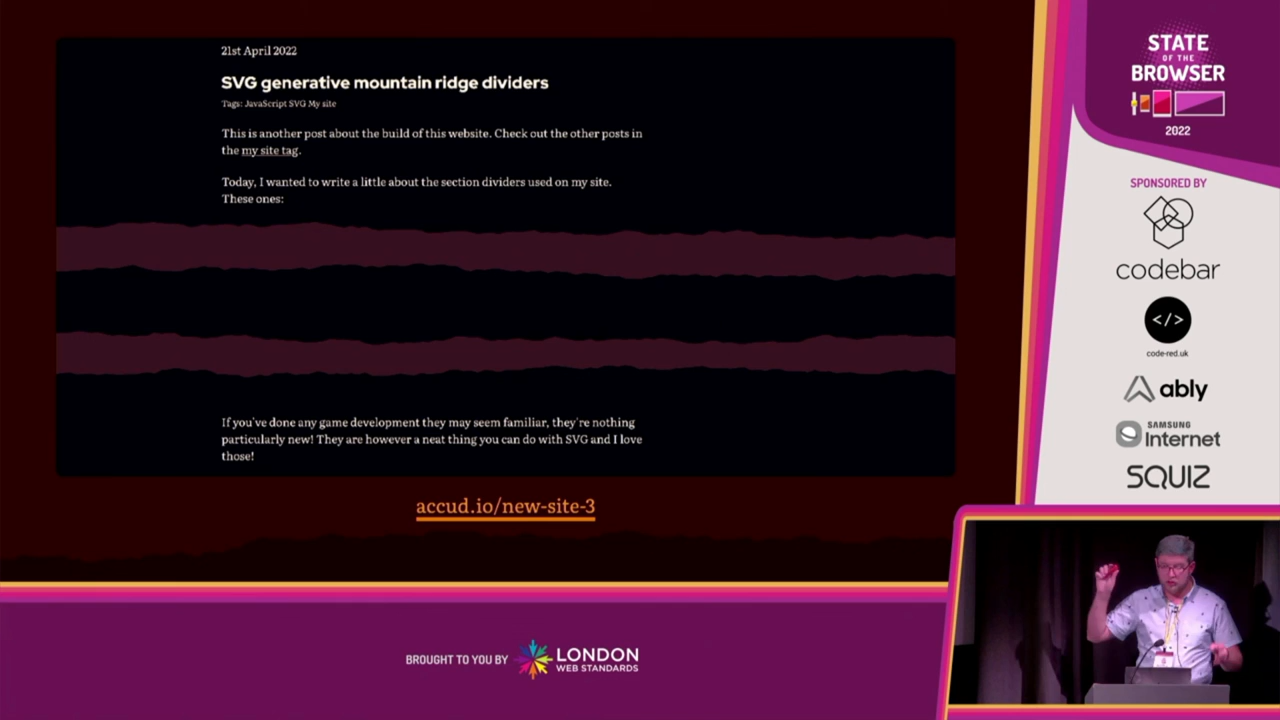 21st April 2022
SVG generative mountain ridge dividers
Tags: JavaScript SVG My site
This is another post about the build of this website. Check out the other posts in
the my site tag.
Today, I wanted to write a little about the section dividers used on my site.
These ones:
If you've done any game development they may seem familiar, they're nothing
particularly new! They are however a neat thing you can do with SVG and I love
those!
accud.io/new-site-3
BROUGHT TO YOU BY
LONDON
WEB STANDARDS
STATE
OF THE
BROWSER
2022
SPONSORED BY
codebar
</>
code-red.uk
ably
SAMSUNG
Internet
SQUIZ